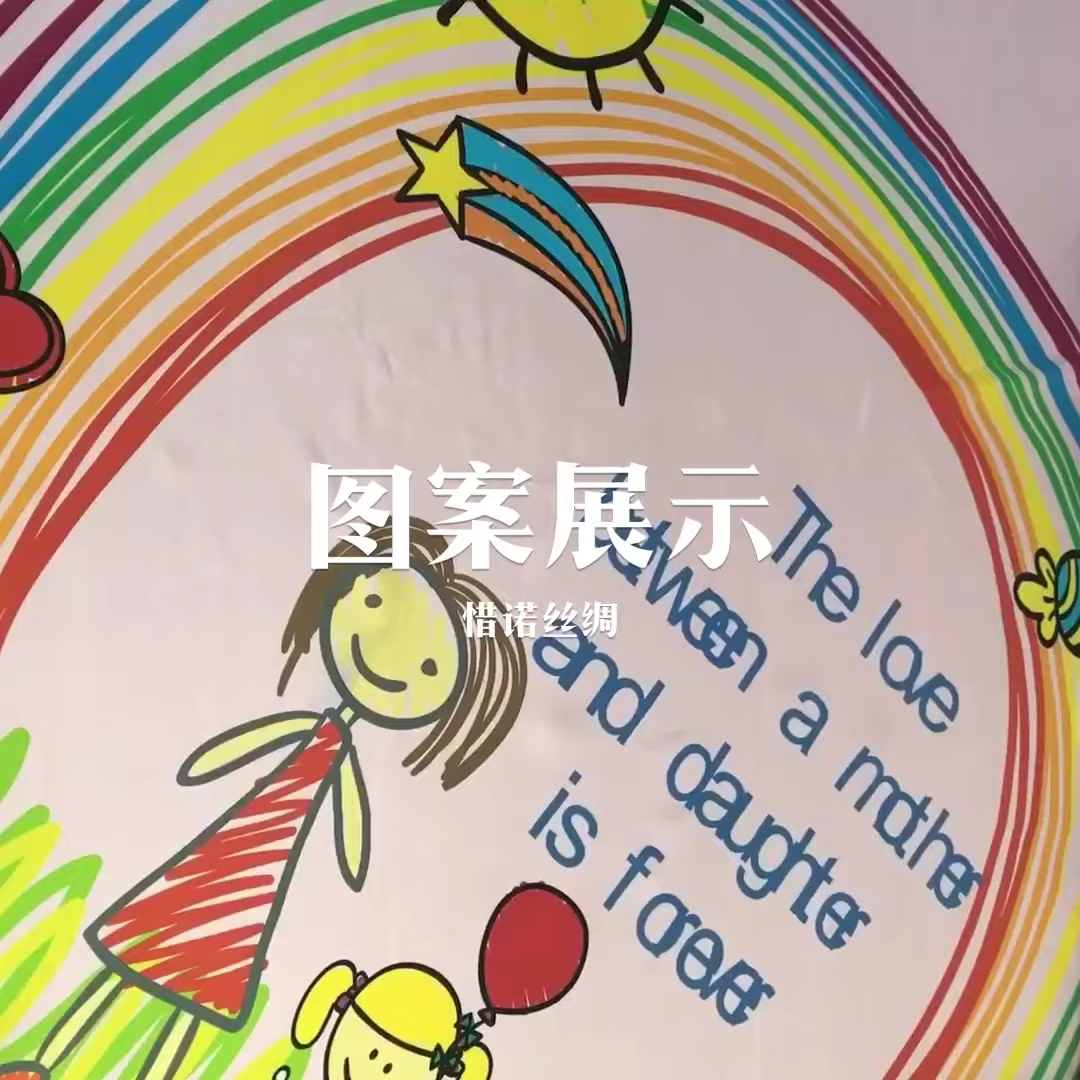 图案展示
惜诺丝绸
The love
between a mother
and daughter
is forever